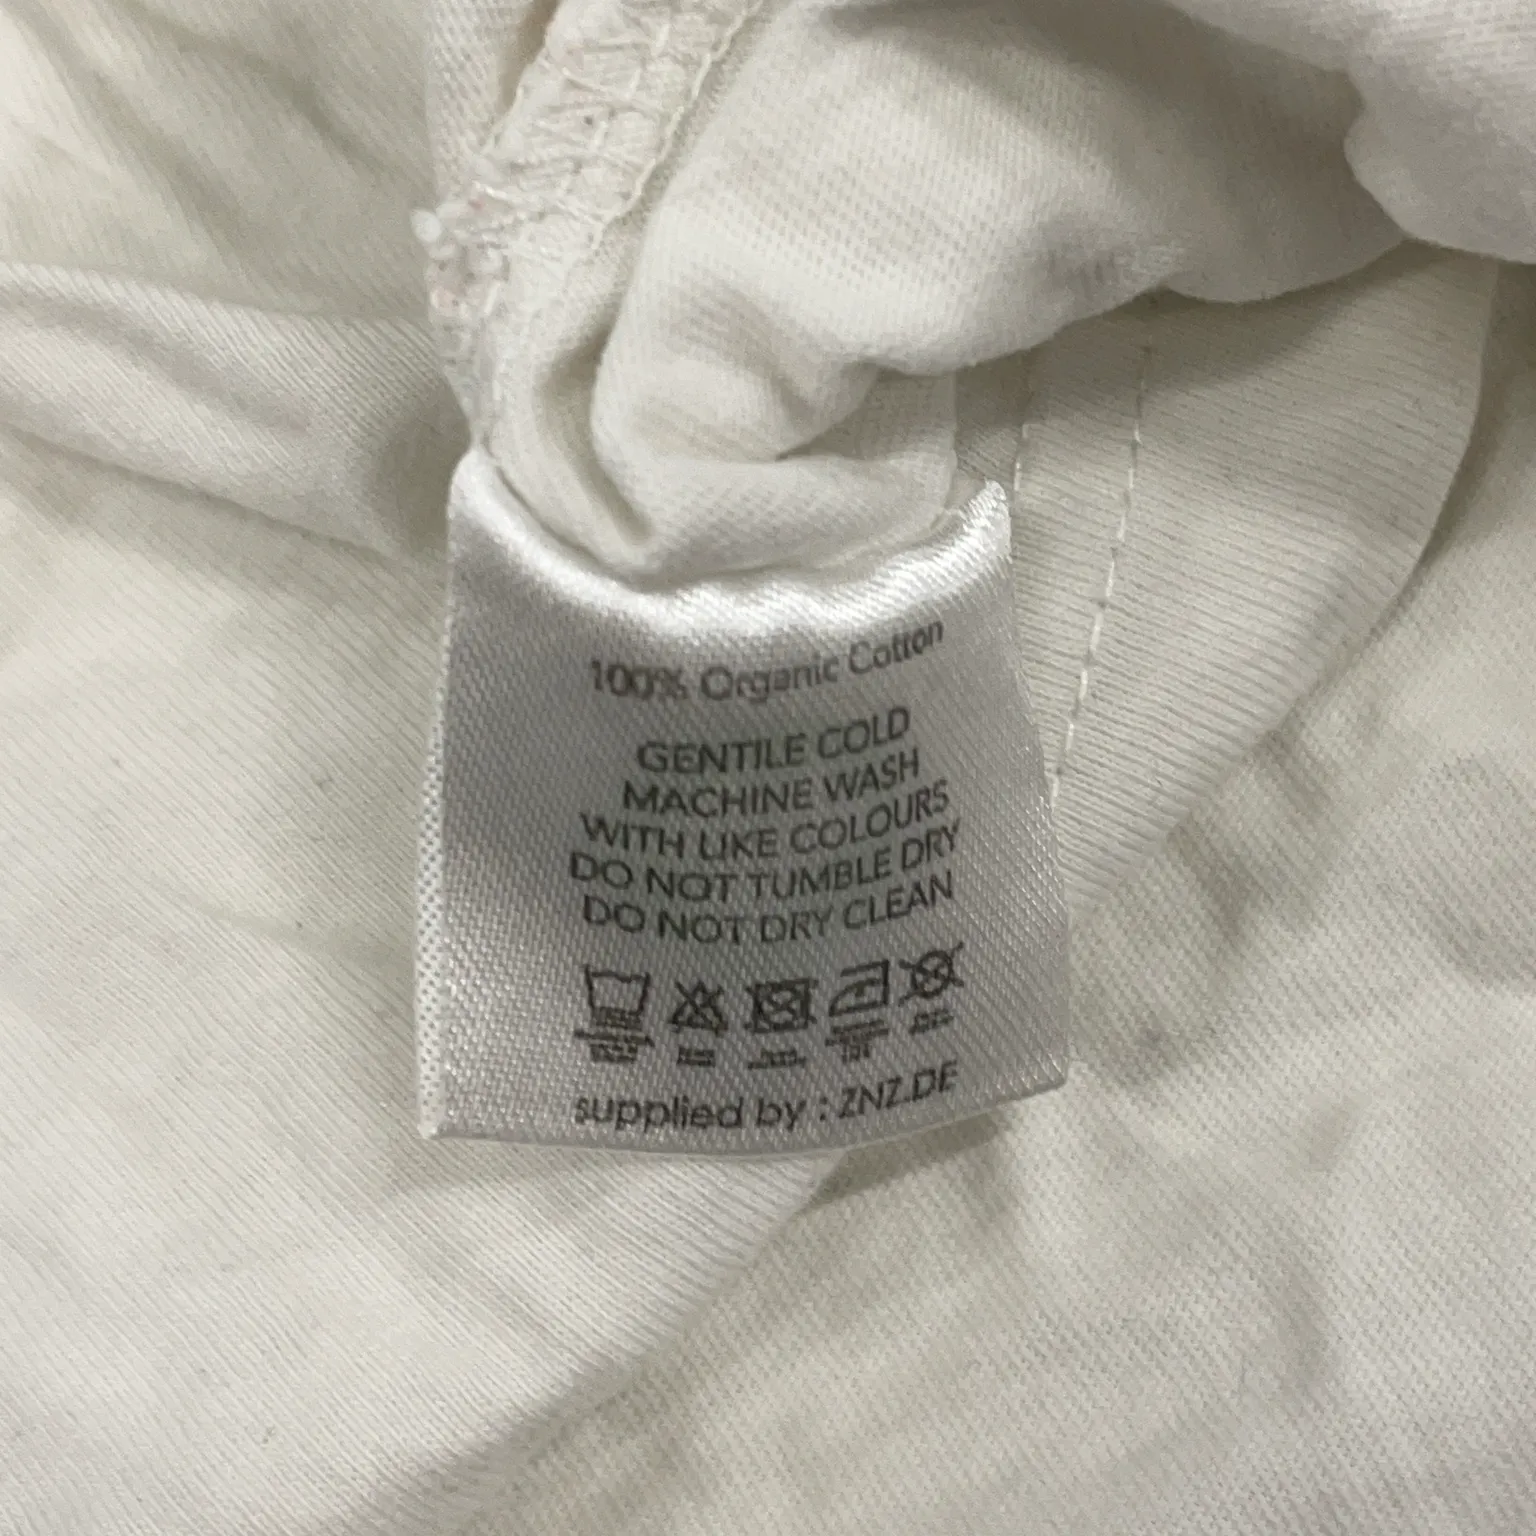 100% Organic Cotton
GENTILE COLD
MACHINE WASH
WITH LIKE COLOURS
DO NOT TUMBLE DRY
DO NOT DRY CLEAN
supplied by : ZNZ.DE